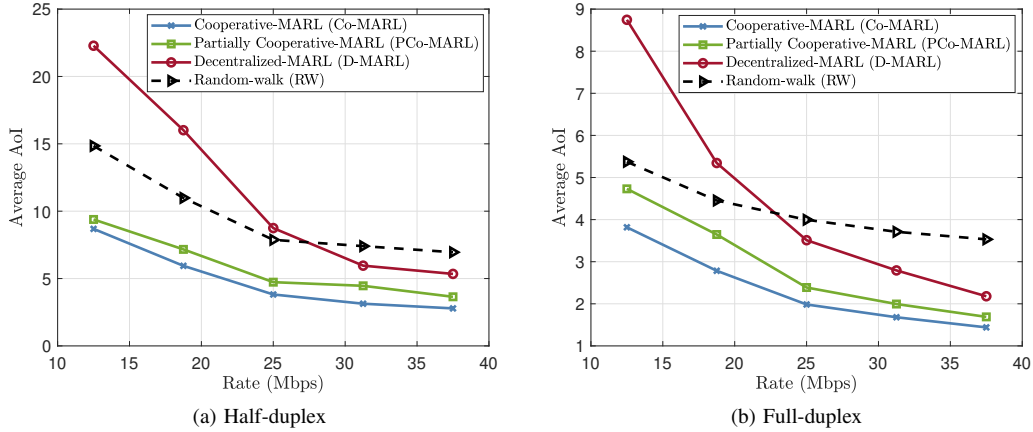 Cooperative-MARL (Co-MARL)
Partially Cooperative-MARL (PCo-MARL)
Decentralized-MARL (D-MARL)
Random-walk (RW)
Average AoI
25
20
15
10
5
0
10 15 20 25 30 35 40
Rate (Mbps)
(a) Half-duplex
Cooperative-MARL (Co-MARL)
Partially Cooperative-MARL (PCo-MARL)
Decentralized-MARL (D-MARL)
Random-walk (RW)
Average AoI
9
8
7
6
5
4
3
2
1
10 15 20 25 30 35 40
Rate (Mbps)
(b) Full-duplex